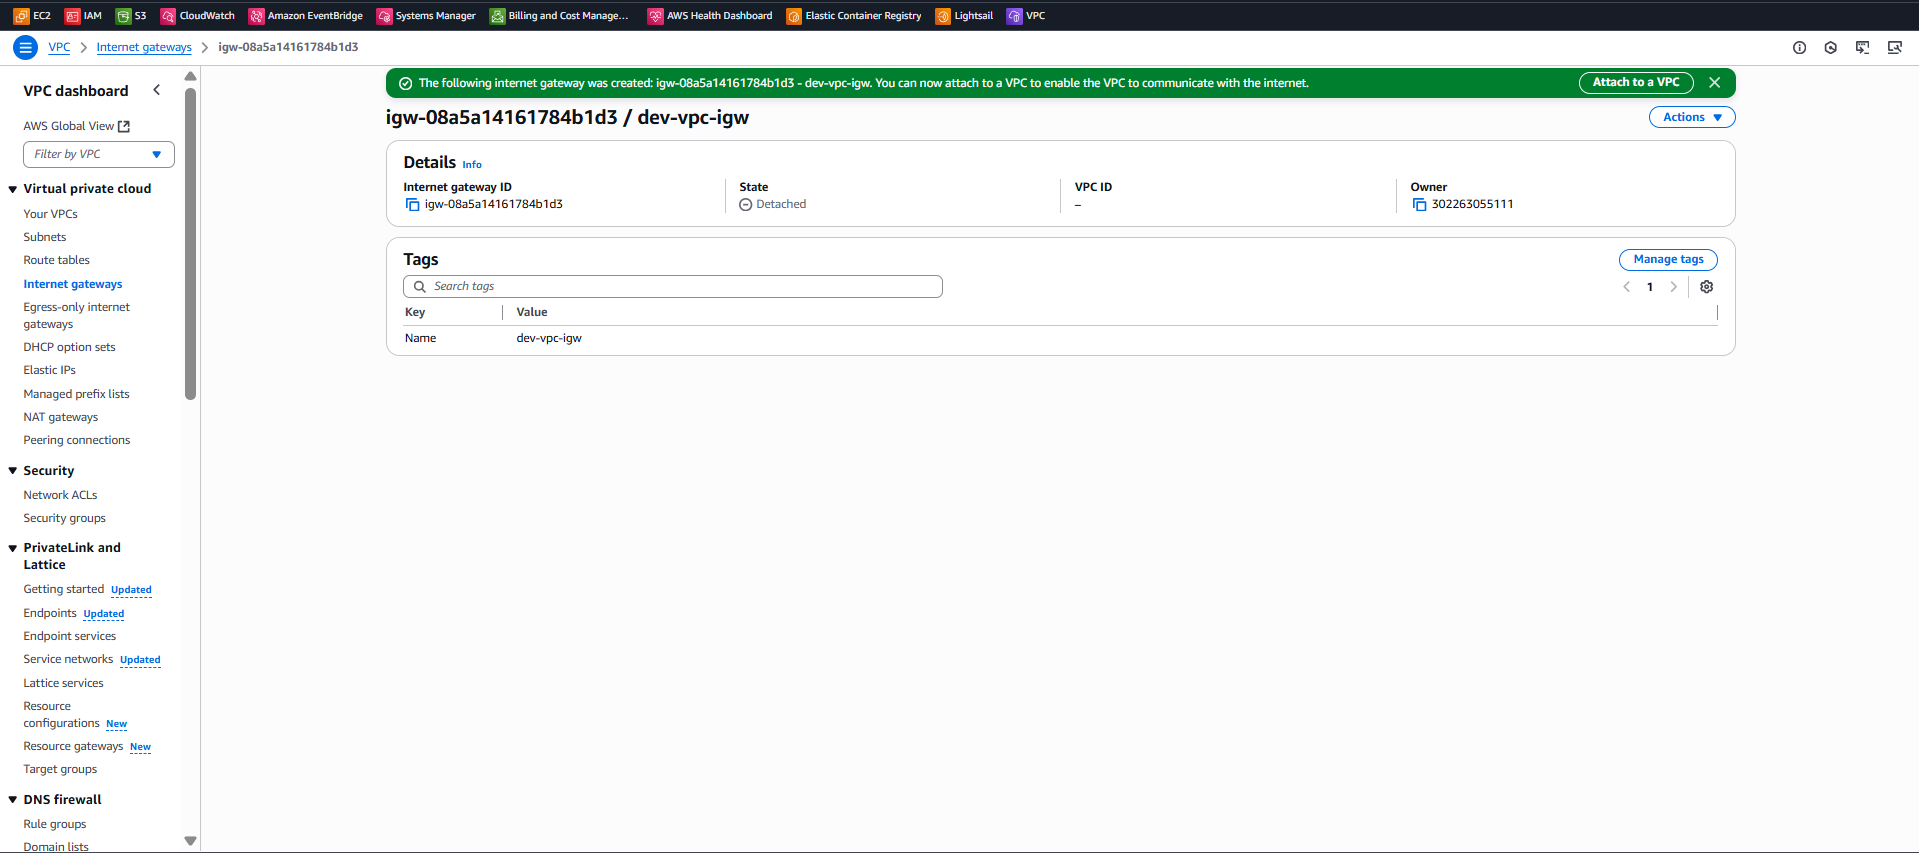 EC2 IAM S3 CloudWatch Amazon EventBridge Systems Manager Billing and Cost Manage... AWS Health Dashboard Elastic Container Registry Lightsail VPC
VPC Internet gateways igw-08a5a14161784b1d3
VPC dashboard
AWS Global View
Filter by VPC
Virtual private cloud
Your VPCs
Subnets
Route tables
Internet gateways
Egress-only internet
gateways
DHCP option sets
Elastic IPs
Managed prefix lists
NAT gateways
Peering connections
Security
Network ACLs
Security groups
PrivateLink and
Lattice
Getting started Updated
Endpoints Updated
Endpoint services
Service networks Updated
Lattice services
Resource
configurations New
Resource gateways New
Target groups
DNS firewall
Rule groups
Domain lists
The following internet gateway was created: igw-08a5a14161784b1d3 - dev-vpc-igw. You can now attach to a VPC to enable the VPC to communicate with the internet. Attach to a VPC
igw-08a5a14161784b1d3 / dev-vpc-igw Actions
Details Info
Internet gateway ID State VPC ID Owner
igw-08a5a14161784b1d3 Detached – 302263055111
Tags Manage tags
Search tags 1
Key Value
Name dev-vpc-igw